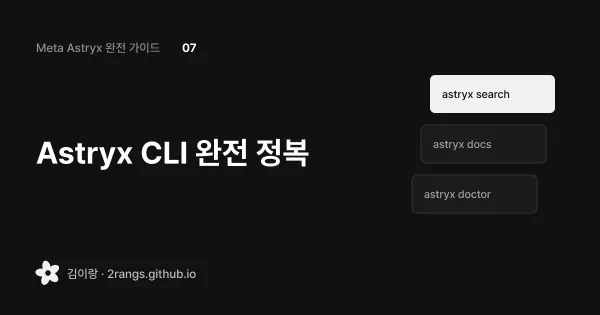 Meta Astryx 완전 가이드 07
astryx search
astryx docs
Astryx CLI 완전 정복
astryx doctor
김이랑 · 2rangs.github.io